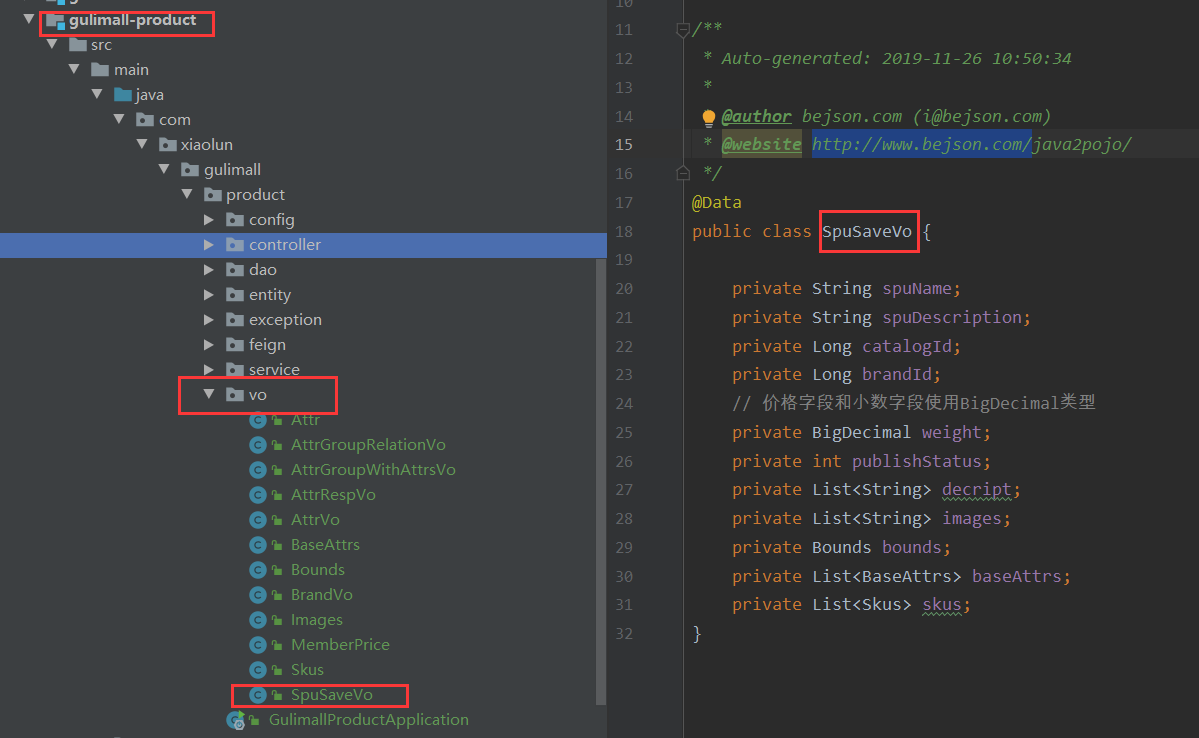 gulimall-product
src
main
java
com
xiaolun
gulimall
product
config
controller
dao
entity
exception
feign
service
vo
Attr
AttrGroupRelationVo
AttrGroupWithAttrsVo
AttrRespVo
AttrVo
BaseAttrs
Bounds
BrandVo
Images
MemberPrice
Skus
SpuSaveVo
GulimallProductApplication
10
11 /**
12 * Auto-generated: 2019-11-26 10:50:34
13 *
14 * @author bejson.com (i@bejson.com)
15 * @website http://www.bejson.com/java2pojo/
16 */
17 @Data
18 public class SpuSaveVo {
19
20 private String spuName;
21 private String spuDescription;
22 private Long catalogId;
23 private Long brandId;
24 // 价格字段和小数字段使用BigDecimal类型
25 private BigDecimal weight;
26 private int publishStatus;
27 private List<String> decript;
28 private List<String> images;
29 private Bounds bounds;
30 private List<BaseAttrs> baseAttrs;
31 private List<Skus> skus;
32 }